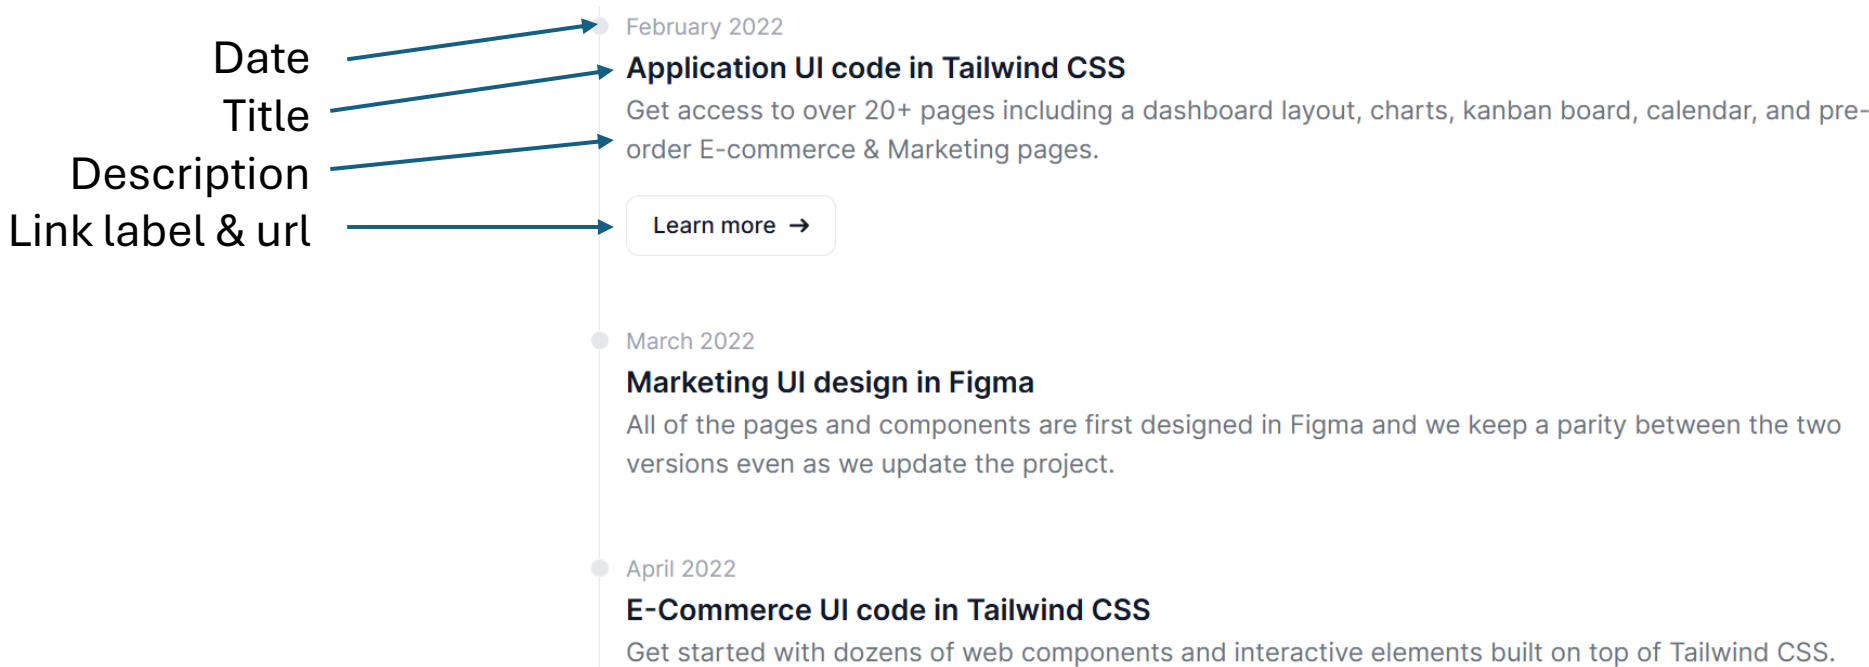 Date
Title
Description
Link label & url
February 2022
Application UI code in Tailwind CSS
Get access to over 20+ pages including a dashboard layout, charts, kanban board, calendar, and pre-
order E-commerce & Marketing pages.
Learn more →
March 2022
Marketing UI design in Figma
All of the pages and components are first designed in Figma and we keep a parity between the two
versions even as we update the project.
April 2022
E-Commerce UI code in Tailwind CSS
Get started with dozens of web components and interactive elements built on top of Tailwind CSS.